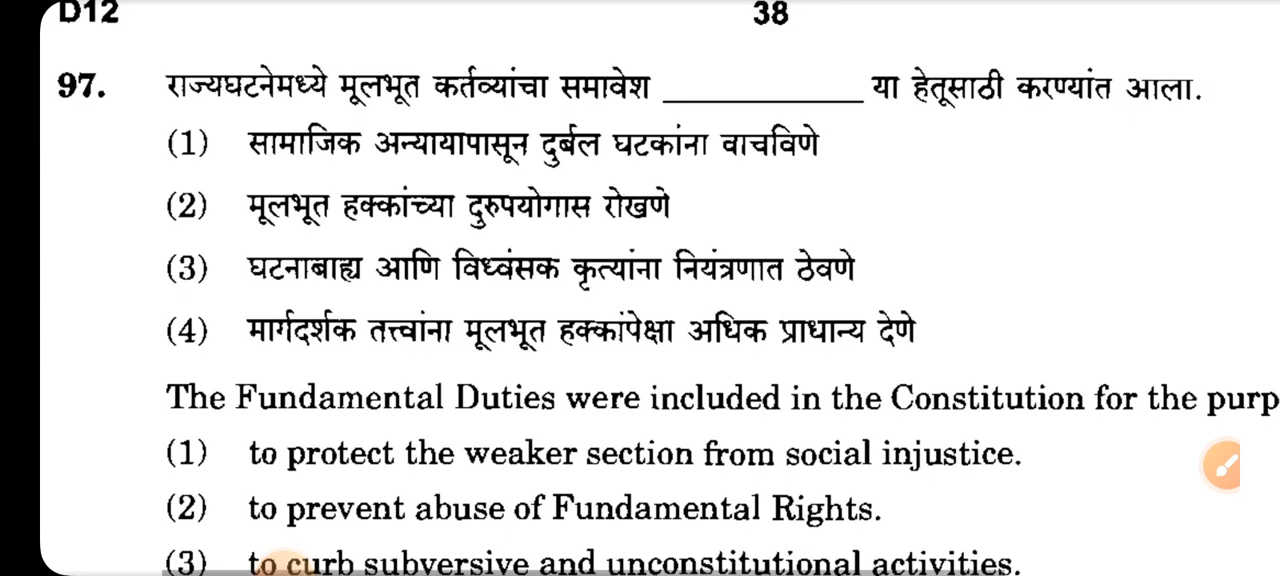 D12
38
97. राज्यघटनेमध्ये मूलभूत कर्तव्यांचा समावेश ____________ या हेतूसाठी करण्यांत आला.
(1) सामाजिक अन्यायापासून दुर्बल घटकांना वाचविणे
(2) मूलभूत हक्कांच्या दुरुपयोगास रोखणे
(3) घटनाबाह्य आणि विध्वंसक कृत्यांना नियंत्रणात ठेवणे
(4) मार्गदर्शक तत्त्वांना मूलभूत हक्कांपेक्षा अधिक प्राधान्य देणे
The Fundamental Duties were included in the Constitution for the purp
(1) to protect the weaker section from social injustice.
(2) to prevent abuse of Fundamental Rights.
(3) to curb subversive and unconstitutional activities.